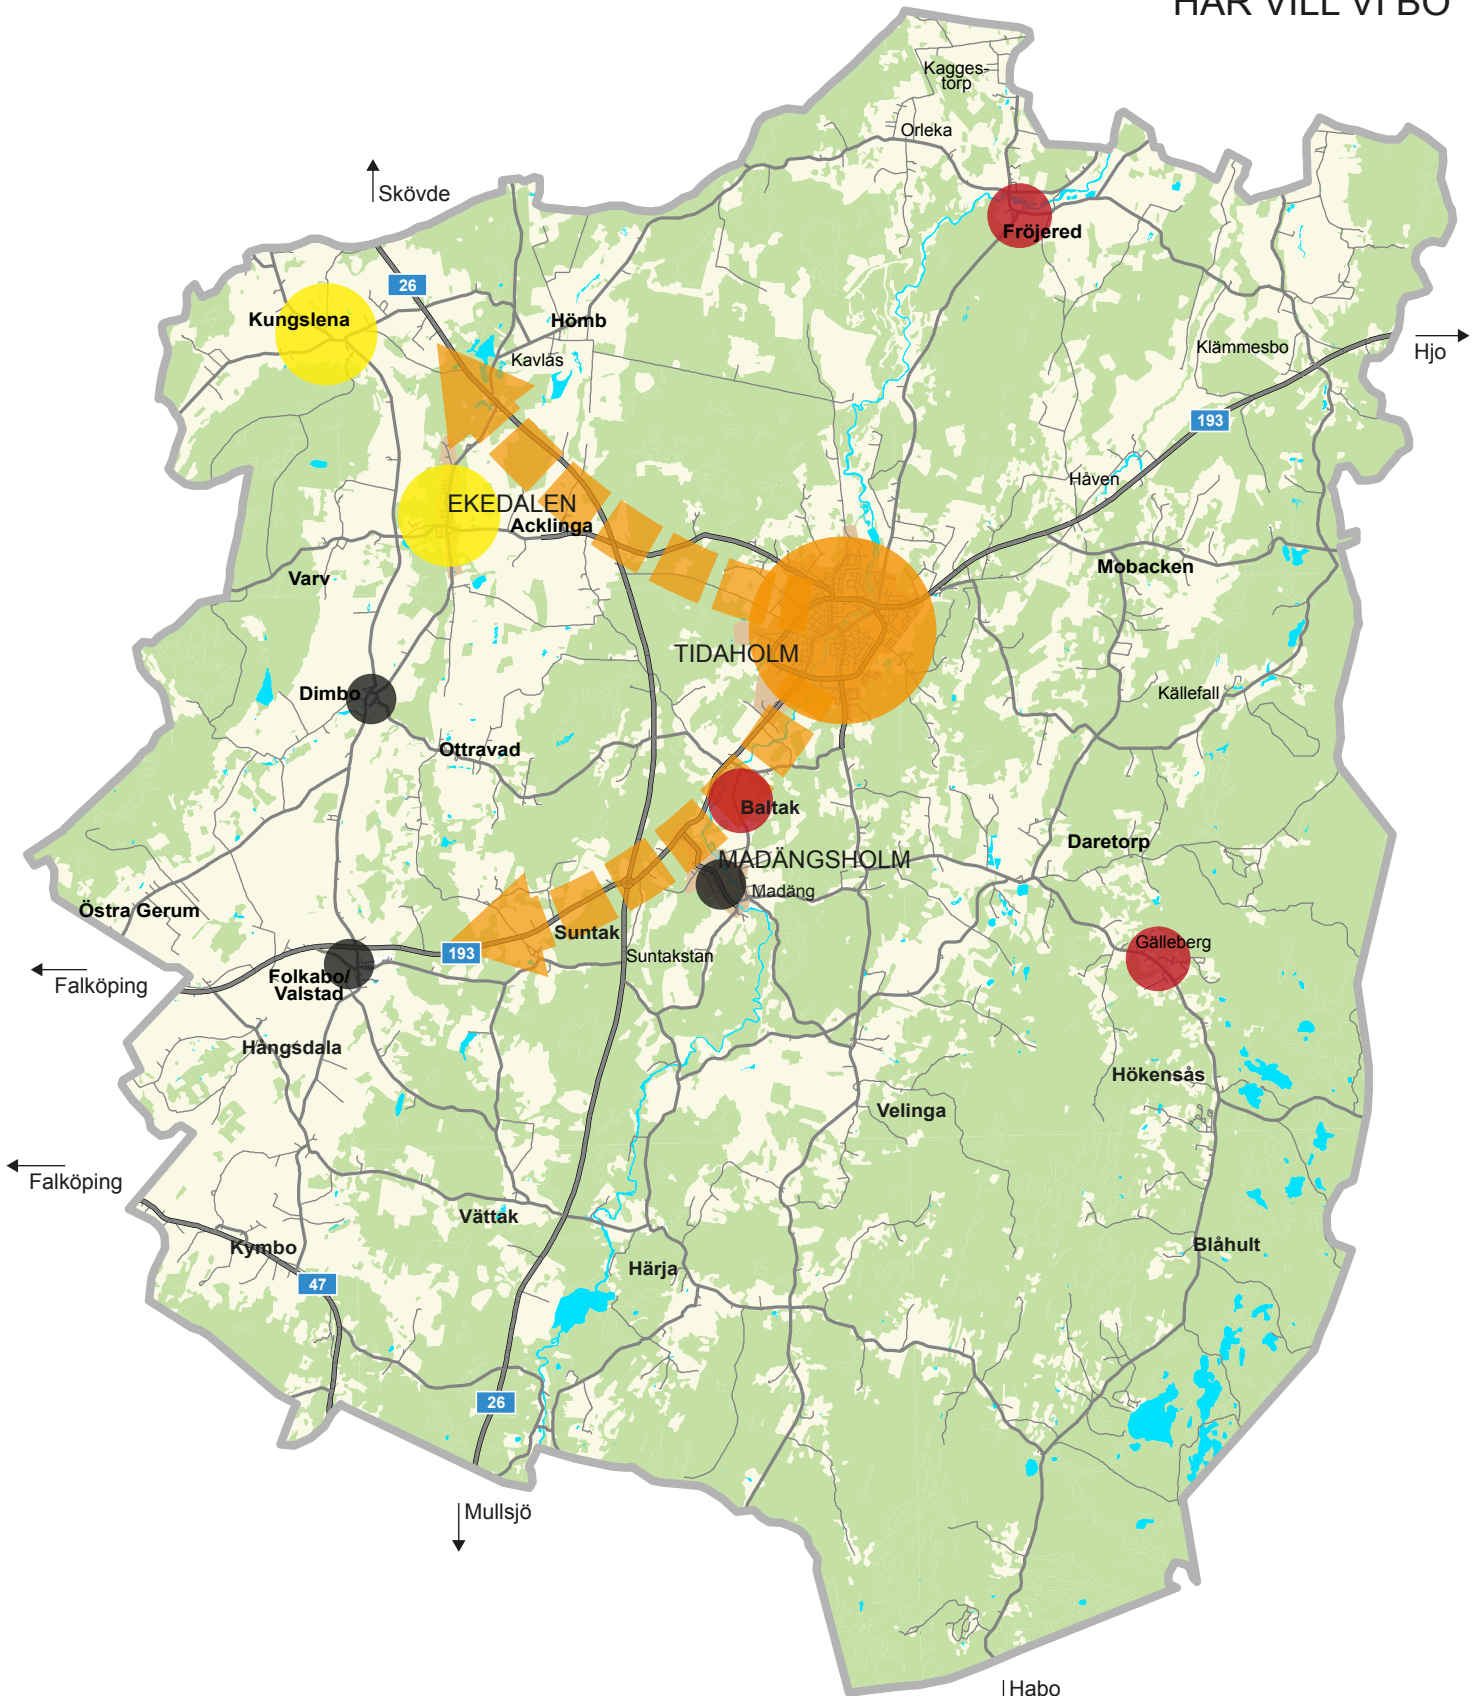 HÄR VILL VI BO
Kagges-
torp
Orleka
Skövde
Fröjered
26
Kungslena
Hömb
Kavlås
Klämmesbo
Hjo
193
Håven
EKEDALEN
Acklinga
Varv
Mobacken
TIDAHOLM
Dimbo
Källefall
Ottravad
Baltak
Daretorp
MADÄNGSHOLM
Madäng
Östra Gerum
Suntak
Gälleberg
193
Suntakstan
Folkabo/
Valstad
Falköping
Hångsdala
Hökensås
Velinga
Falköping
Vättak
Kymbo
Blåhult
Härja
47
26
Mullsjö
Habo